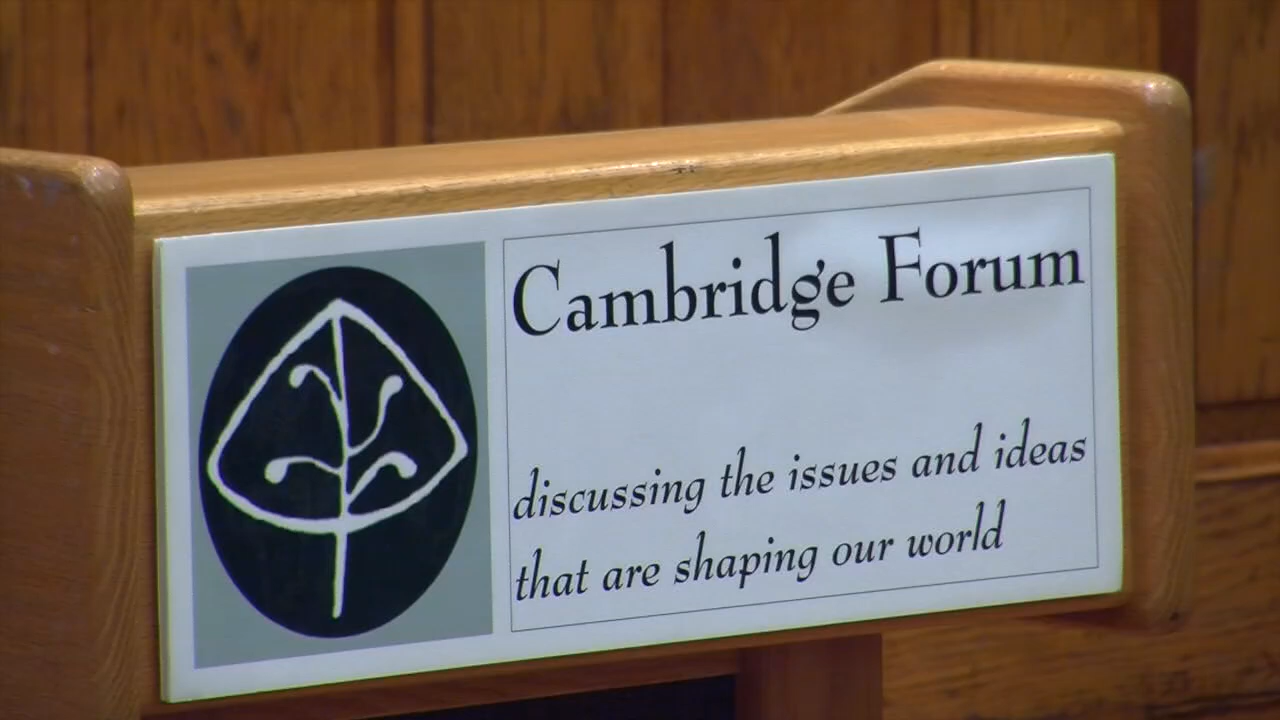 Cambridge Forum
discussing the issues and ideas
that are shaping our world